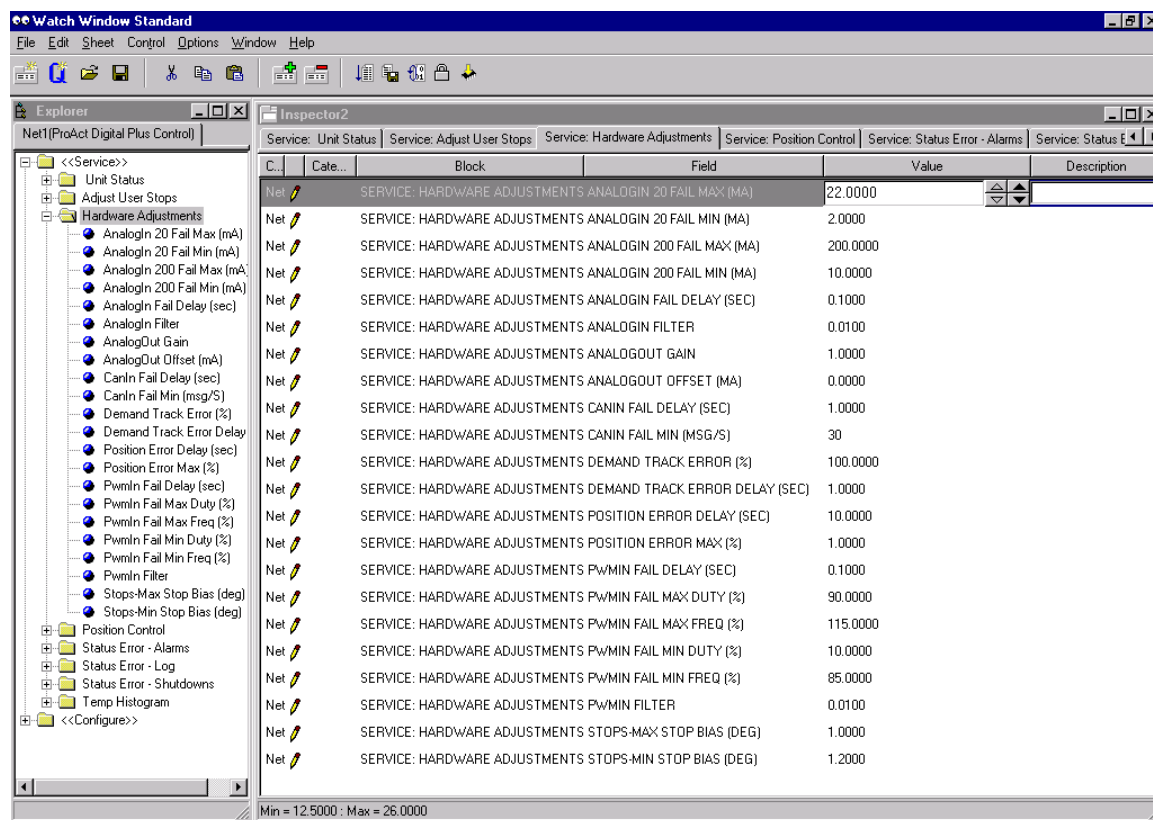 Watch Window Standard
File Edit Sheet Control Options Window Help
Explorer
Net1(ProAct Digital Plus Control)
<<Service>>
Unit Status
Adjust User Stops
Hardware Adjustments
AnalogIn 20 Fail Max (mA)
AnalogIn 20 Fail Min (mA)
AnalogIn 200 Fail Max (mA)
AnalogIn 200 Fail Min (mA)
AnalogIn Fail Delay (sec)
AnalogIn Filter
AnalogOut Gain
AnalogOut Offset (mA)
CanIn Fail Delay (sec)
CanIn Fail Min (msg/S)
Demand Track Error (%)
Demand Track Error Delay
Position Error Delay (sec)
Position Error Max (%)
PwmIn Fail Delay (sec)
PwmIn Fail Max Duty (%)
PwmIn Fail Max Freq (%)
PwmIn Fail Min Duty (%)
PwmIn Fail Min Freq (%)
PwmIn Filter
Stops-Max Stop Bias (deg)
Stops-Min Stop Bias (deg)
Position Control
Status Error - Alarms
Status Error - Log
Status Error - Shutdowns
Temp Histogram
<<Configure>>
Inspector2
Service: Unit Status Service: Adjust User Stops Service: Hardware Adjustments Service: Position Control Service: Status Error - Alarms Service: Status E
C... Cate... Block Field Value Description
Net SERVICE: HARDWARE ADJUSTMENTS ANALOGIN 20 FAIL MAX (MA) 22.0000
Net SERVICE: HARDWARE ADJUSTMENTS ANALOGIN 20 FAIL MIN (MA) 2.0000
Net SERVICE: HARDWARE ADJUSTMENTS ANALOGIN 200 FAIL MAX (MA) 200.0000
Net SERVICE: HARDWARE ADJUSTMENTS ANALOGIN 200 FAIL MIN (MA) 10.0000
Net SERVICE: HARDWARE ADJUSTMENTS ANALOGIN FAIL DELAY (SEC) 0.1000
Net SERVICE: HARDWARE ADJUSTMENTS ANALOGIN FILTER 0.0100
Net SERVICE: HARDWARE ADJUSTMENTS ANALOGOUT GAIN 1.0000
Net SERVICE: HARDWARE ADJUSTMENTS ANALOGOUT OFFSET (MA) 0.0000
Net SERVICE: HARDWARE ADJUSTMENTS CANIN FAIL DELAY (SEC) 1.0000
Net SERVICE: HARDWARE ADJUSTMENTS CANIN FAIL MIN (MSG/S) 30
Net SERVICE: HARDWARE ADJUSTMENTS DEMAND TRACK ERROR (%) 100.0000
Net SERVICE: HARDWARE ADJUSTMENTS DEMAND TRACK ERROR DELAY (SEC) 1.0000
Net SERVICE: HARDWARE ADJUSTMENTS POSITION ERROR DELAY (SEC) 10.0000
Net SERVICE: HARDWARE ADJUSTMENTS POSITION ERROR MAX (%) 1.0000
Net SERVICE: HARDWARE ADJUSTMENTS PWMIN FAIL DELAY (SEC) 0.1000
Net SERVICE: HARDWARE ADJUSTMENTS PWMIN FAIL MAX DUTY (%) 90.0000
Net SERVICE: HARDWARE ADJUSTMENTS PWMIN FAIL MAX FREQ (%) 115.0000
Net SERVICE: HARDWARE ADJUSTMENTS PWMIN FAIL MIN DUTY (%) 10.0000
Net SERVICE: HARDWARE ADJUSTMENTS PWMIN FAIL MIN FREQ (%) 85.0000
Net SERVICE: HARDWARE ADJUSTMENTS PWMIN FILTER 0.0100
Net SERVICE: HARDWARE ADJUSTMENTS STOPS-MAX STOP BIAS (DEG) 1.0000
Net SERVICE: HARDWARE ADJUSTMENTS STOPS-MIN STOP BIAS (DEG) 1.2000
Min = 12.5000 : Max = 26.0000